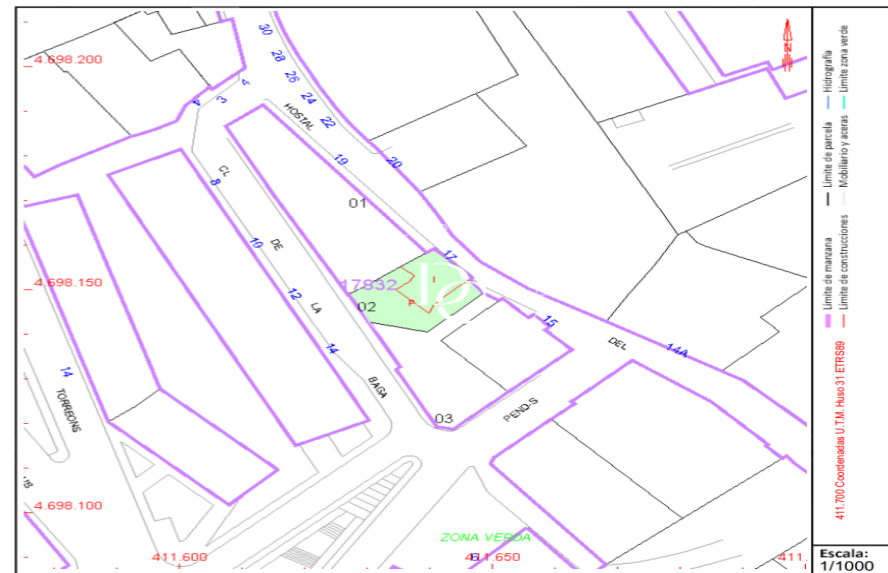 4.698.200
30
28
26
24
22
HOSTAL
20
19
4
3
4
CL
8
DE
10
LA
12
14
BAGA
01
17
17832
02
I
P
4.698.150
15
DEL
14A
03
PEND-S
14
TORREONS
4.698.100
ZONA VERDA
6
411.600
411.650
411.
N
Límite de manzana
Límite de parcela
Hidrografía
Límite de construcciones
Mobiliario y aceras
Límite zona verde
411.700 Coordenadas U.T.M. Huso 31 ETRS89
Escala:
1/1000